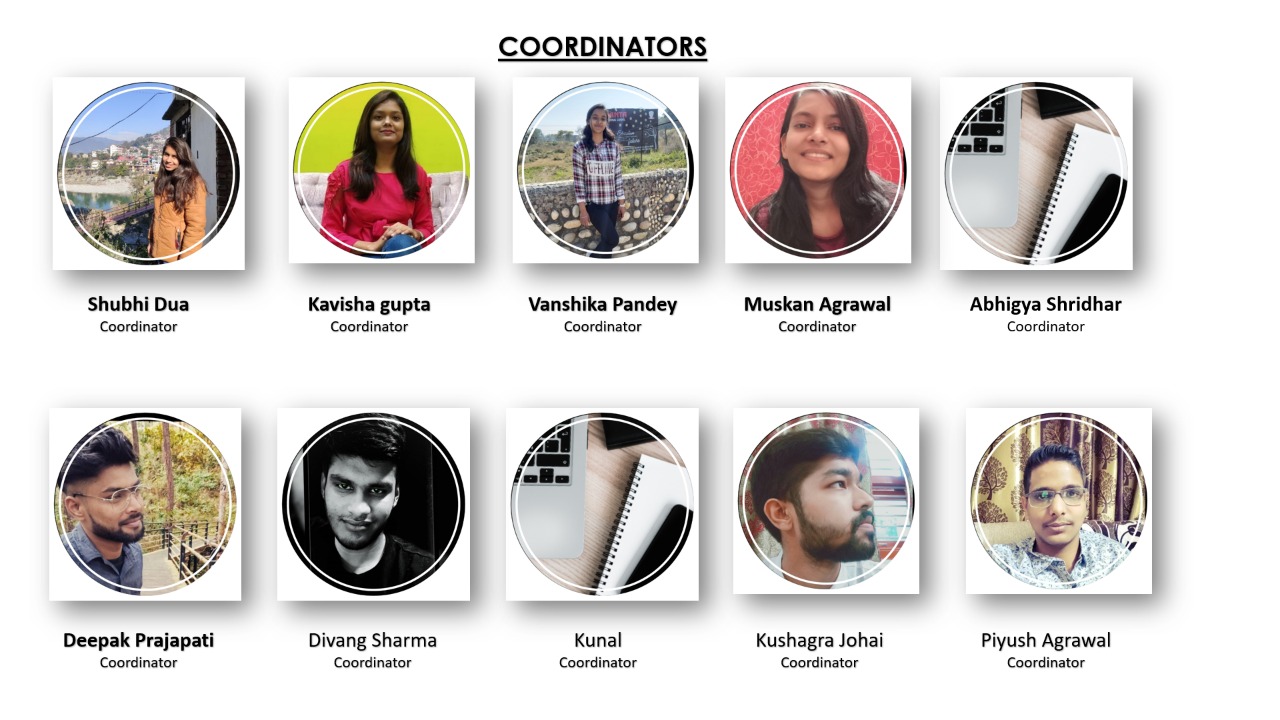 COORDINATORS
Shubhi Dua
Coordinator
Kavisha gupta
Coordinator
Vanshika Pandey
Coordinator
Muskan Agrawal
Coordinator
Abhigya Shridhar
Coordinator
Deepak Prajapati
Coordinator
Divang Sharma
Coordinator
Kunal
Coordinator
Kushagra Johai
Coordinator
Piyush Agrawal
Coordinator